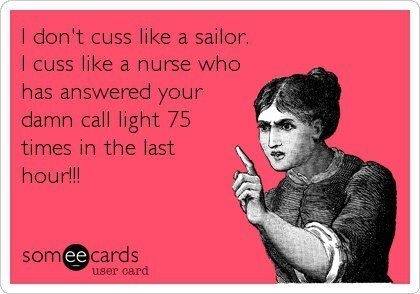 I don't cuss like a sailor.
I cuss like a nurse who
has answered your
damn call light 75
times in the last
hour!!!
someecards
user card